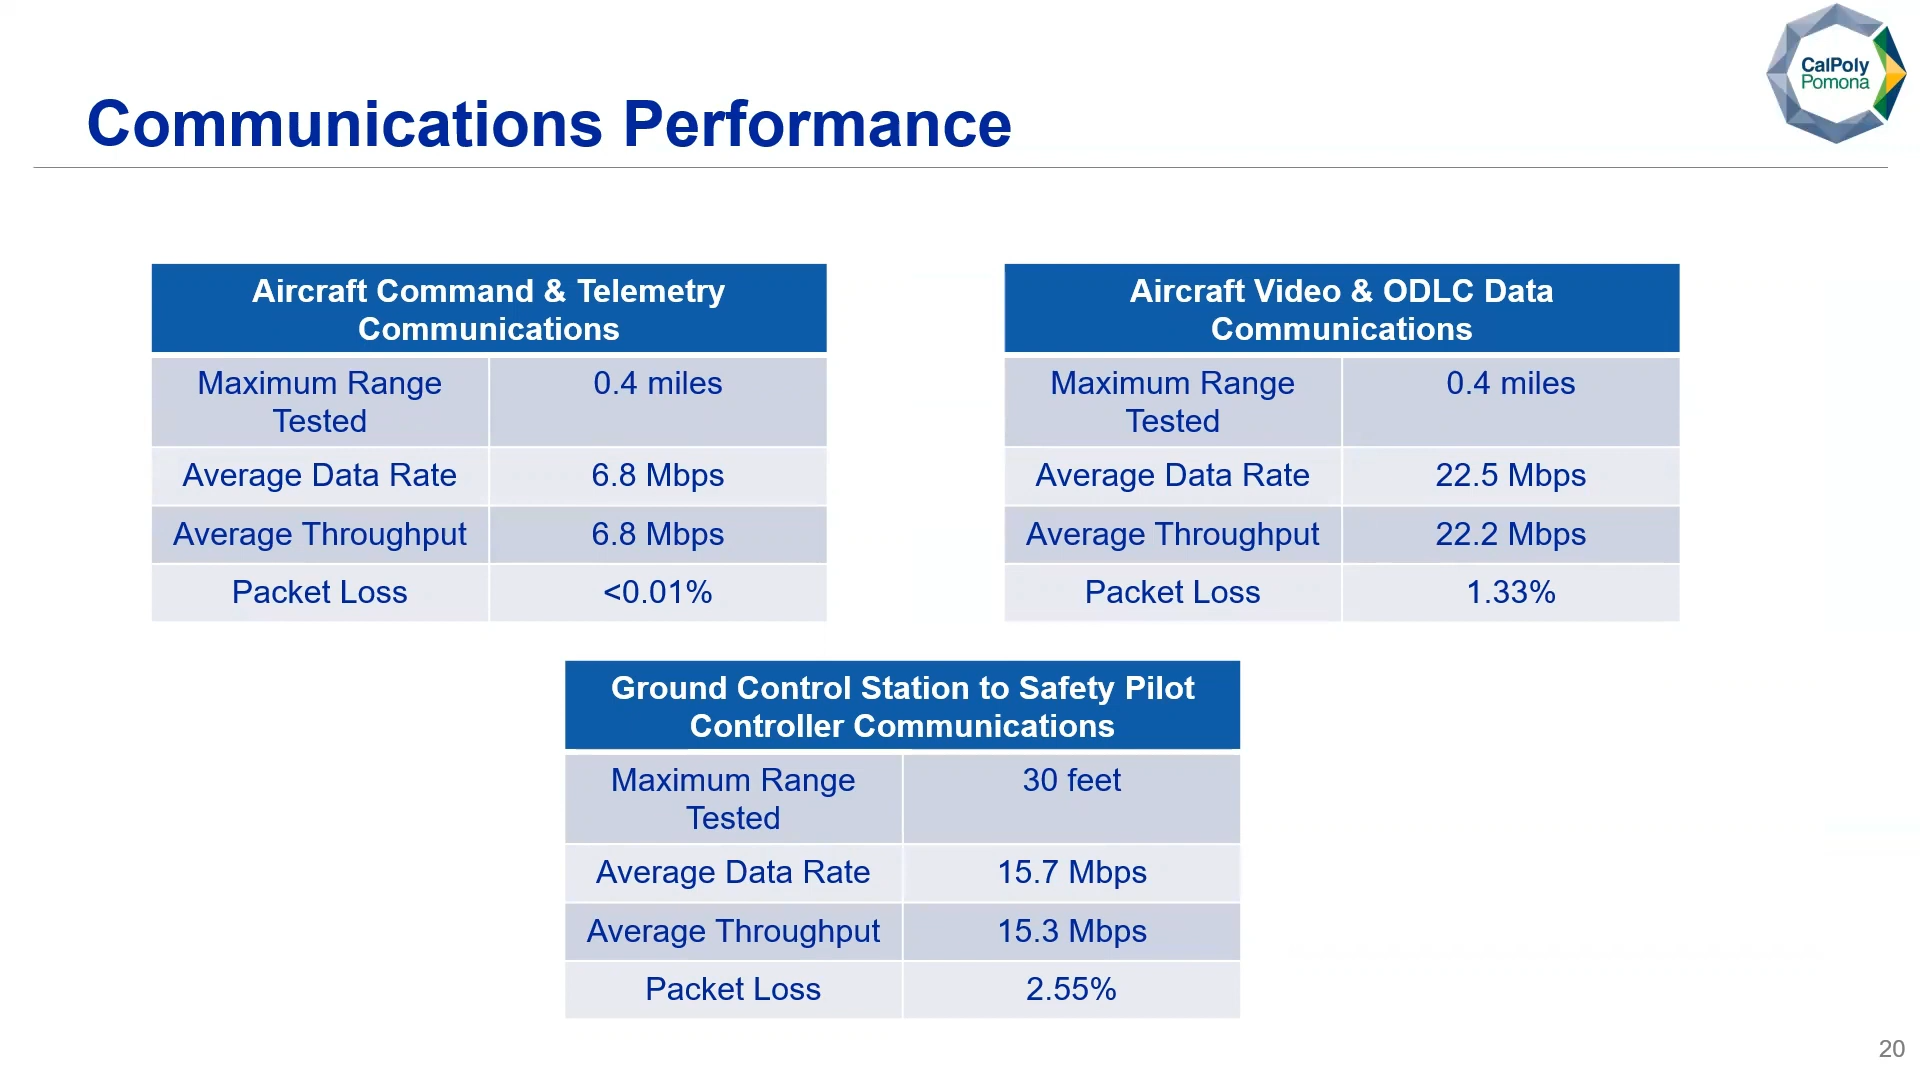 CalPoly
Pomona
Communications Performance
Aircraft Command & Telemetry
Communications
Maximum Range
Tested
0.4 miles
Average Data Rate
6.8 Mbps
Average Throughput
6.8 Mbps
Packet Loss
<0.01%
Aircraft Video & ODLC Data
Communications
Maximum Range
Tested
0.4 miles
Average Data Rate
22.5 Mbps
Average Throughput
22.2 Mbps
Packet Loss
1.33%
Ground Control Station to Safety Pilot
Controller Communications
Maximum Range
Tested
30 feet
Average Data Rate
15.7 Mbps
Average Throughput
15.3 Mbps
Packet Loss
2.55%
20